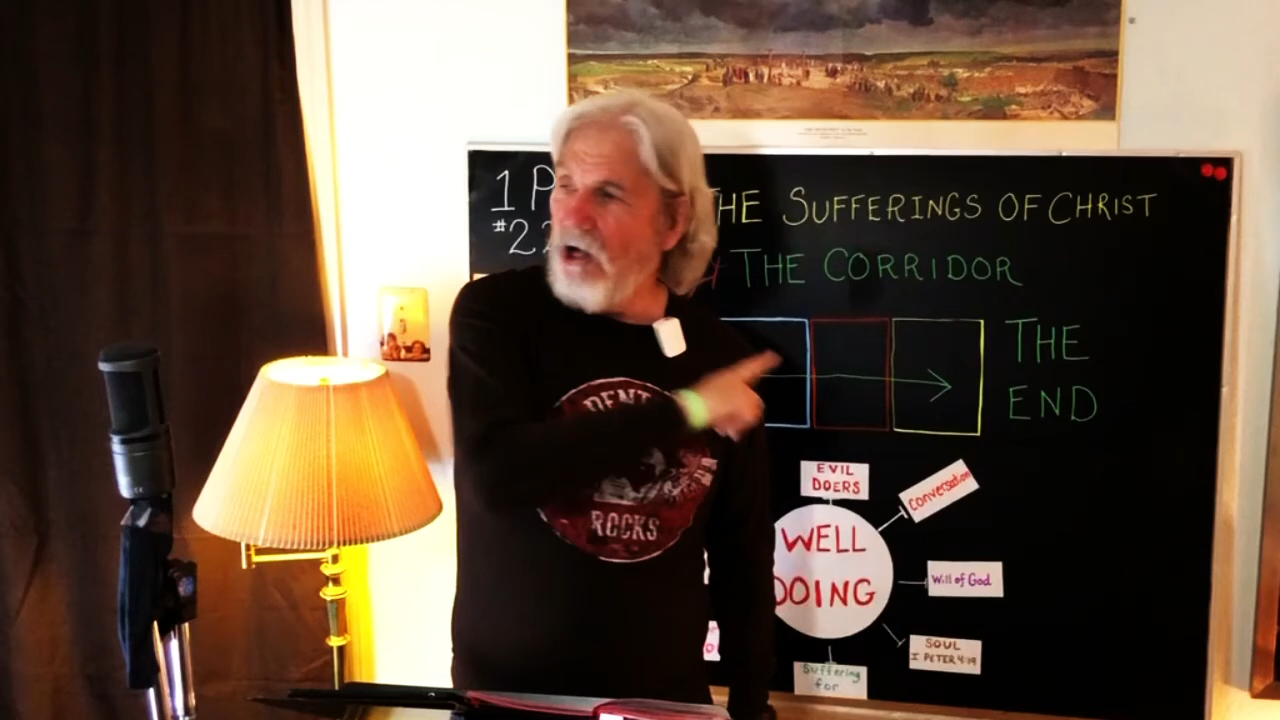 1 P
THE SUFFERINGS OF CHRIST
#22
THE CORRIDOR
THE
END
DENT
ROCKS
EVIL
DOERS
Conversation
WELL
DOING
Will of God
SOUL
I PETER 4:19
Suffering
for